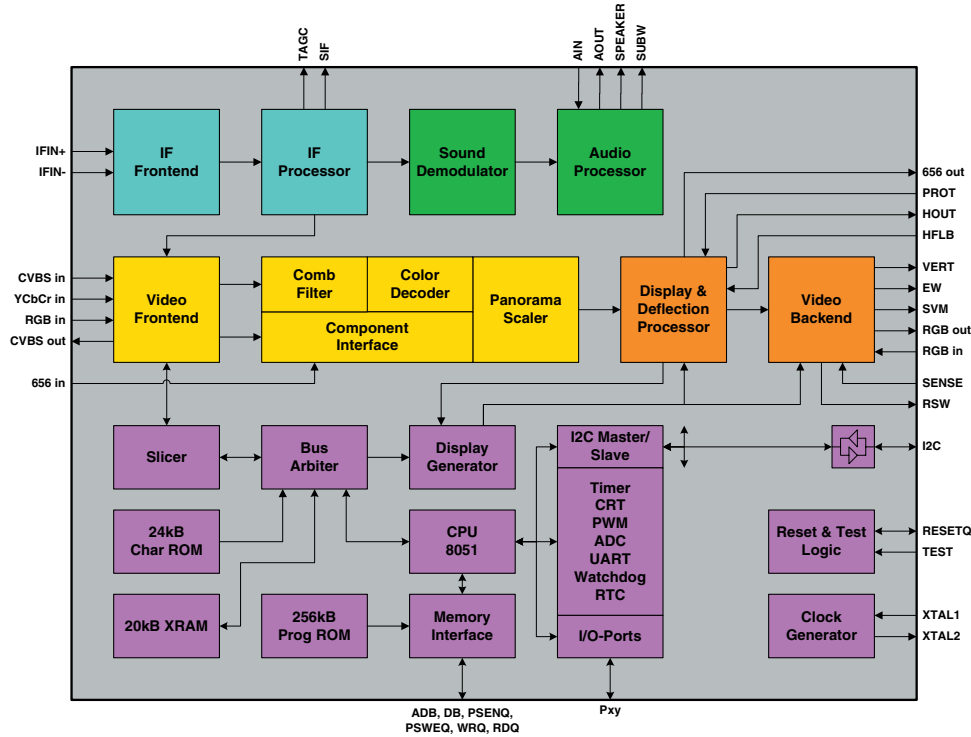 TAGC
SIF
AIN
AOUT
SPEAKER
SUBW
IFIN+
IFIN-
IF
Frontend
IF
Processor
Sound
Demodulator
Audio
Processor
656 out
PROT
HOUT
HFLB
CVBS in
YCbCr in
RGB in
CVBS out
656 in
Video
Frontend
Comb
Filter
Color
Decoder
Component
Interface
Panorama
Scaler
Display &
Deflection
Processor
Video
Backend
VERT
EW
SVM
RGB out
RGB in
SENSE
RSW
Slicer
Bus
Arbiter
Display
Generator
I2C Master/
Slave
I2C
24kB
Char ROM
CPU
8051
Timer
CRT
PWM
ADC
UART
Watchdog
RTC
Reset & Test
Logic
RESETQ
TEST
20kB XRAM
256kB
Prog ROM
Memory
Interface
I/O-Ports
Clock
Generator
XTAL1
XTAL2
ADB, DB, PSENQ,
PSWEQ, WRQ, RDQ
Pxy